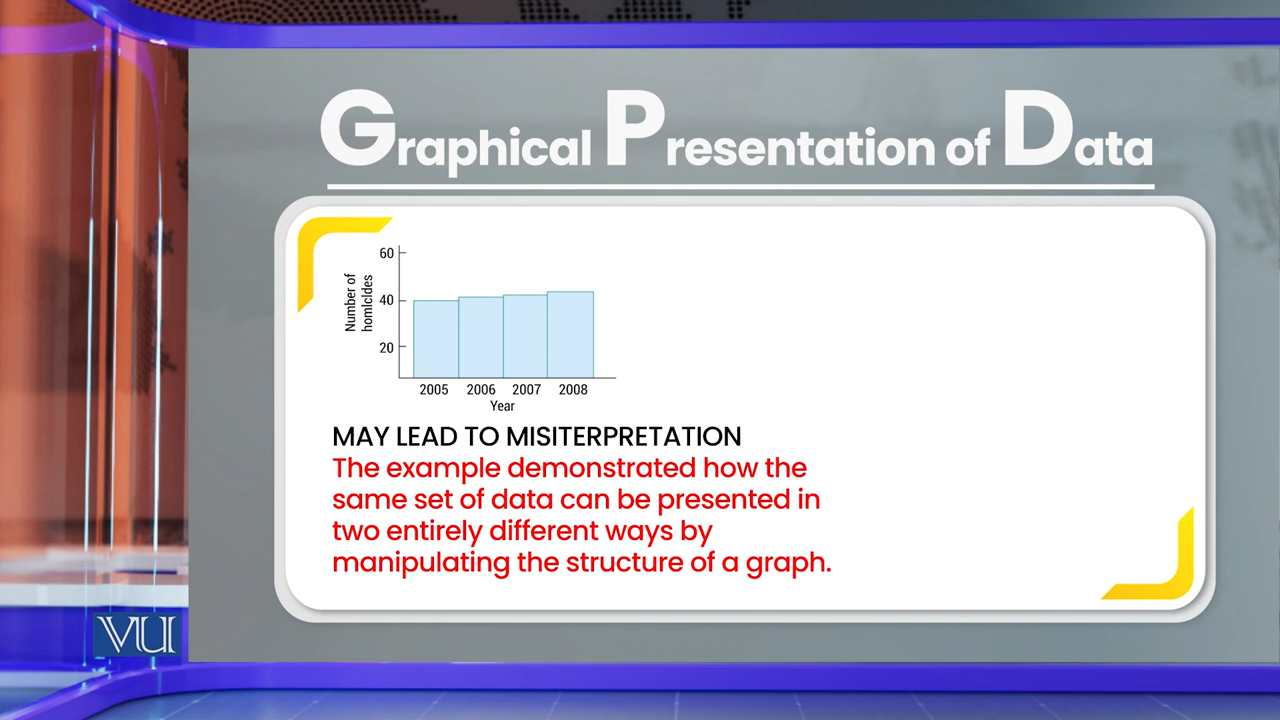 Graphical Presentation of Data
60
40
20
Number of
homicides
2005 2006 2007 2008
Year
MAY LEAD TO MISITERPRETATION
The example demonstrated how the
same set of data can be presented in
two entirely different ways by
manipulating the structure of a graph.
VU